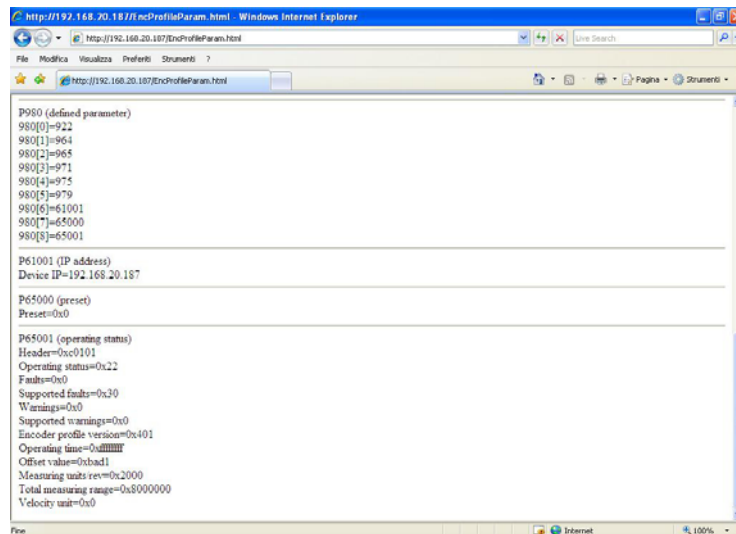 http://192.168.20.187/EncProfileParam.html - Windows Internet Explorer
http://192.168.20.187/EncProfileParam.html
Live Search
File Modifica Visualizza Preferiti Strumenti ?
http://192.168.20.187/EncProfileParam.html
Pagina
Strumenti
P980 (defined parameter)
980[0]=922
980[1]=964
980[2]=965
980[3]=971
980[4]=975
980[5]=979
980[6]=61001
980[7]=65000
980[8]=65001
P61001 (IP address)
Device IP=192.168.20.187
P65000 (preset)
Preset=0x0
P65001 (operating status)
Header=0xc0101
Operating status=0x22
Faults=0x0
Supported faults=0x30
Warnings=0x0
Supported warnings=0x0
Encoder profile version=0x401
Operating time=0xffffffff
Offset value=0xbad1
Measuring units/rev=0x2000
Total measuring range=0x8000000
Velocity unit=0x0
Fine
Internet
100%